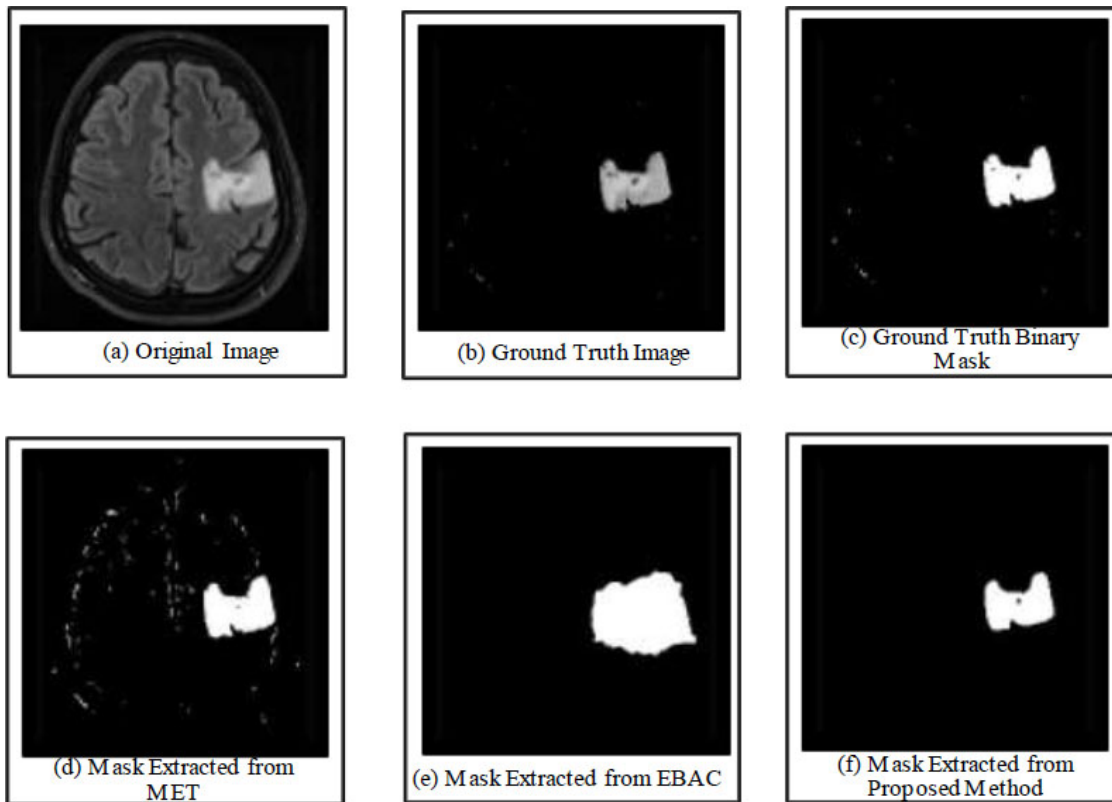 (a) Original Image
(b) Ground Truth Image
(c) Ground Truth Binary
Mask
(d) Mask Extracted from
MET
(e) Mask Extracted from EBAC
(f) Mask Extracted from
Proposed Method